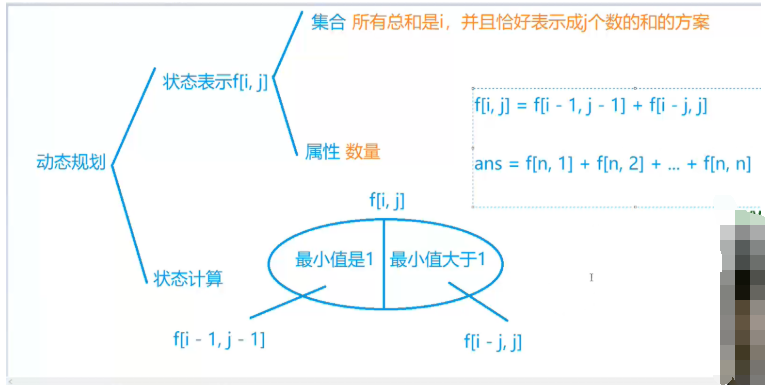 集合 所有总和是i，并且恰好表示成j个数的和的方案
状态表示f[i, j]
f[i, j] = f[i - 1, j - 1] + f[i - j, j]
属性 数量
动态规划
ans = f[n, 1] + f[n, 2] + ... + f[n, n]
f[i, j]
最小值是1
最小值大于1
状态计算
f[i - 1, j - 1]
f[i - j, j]